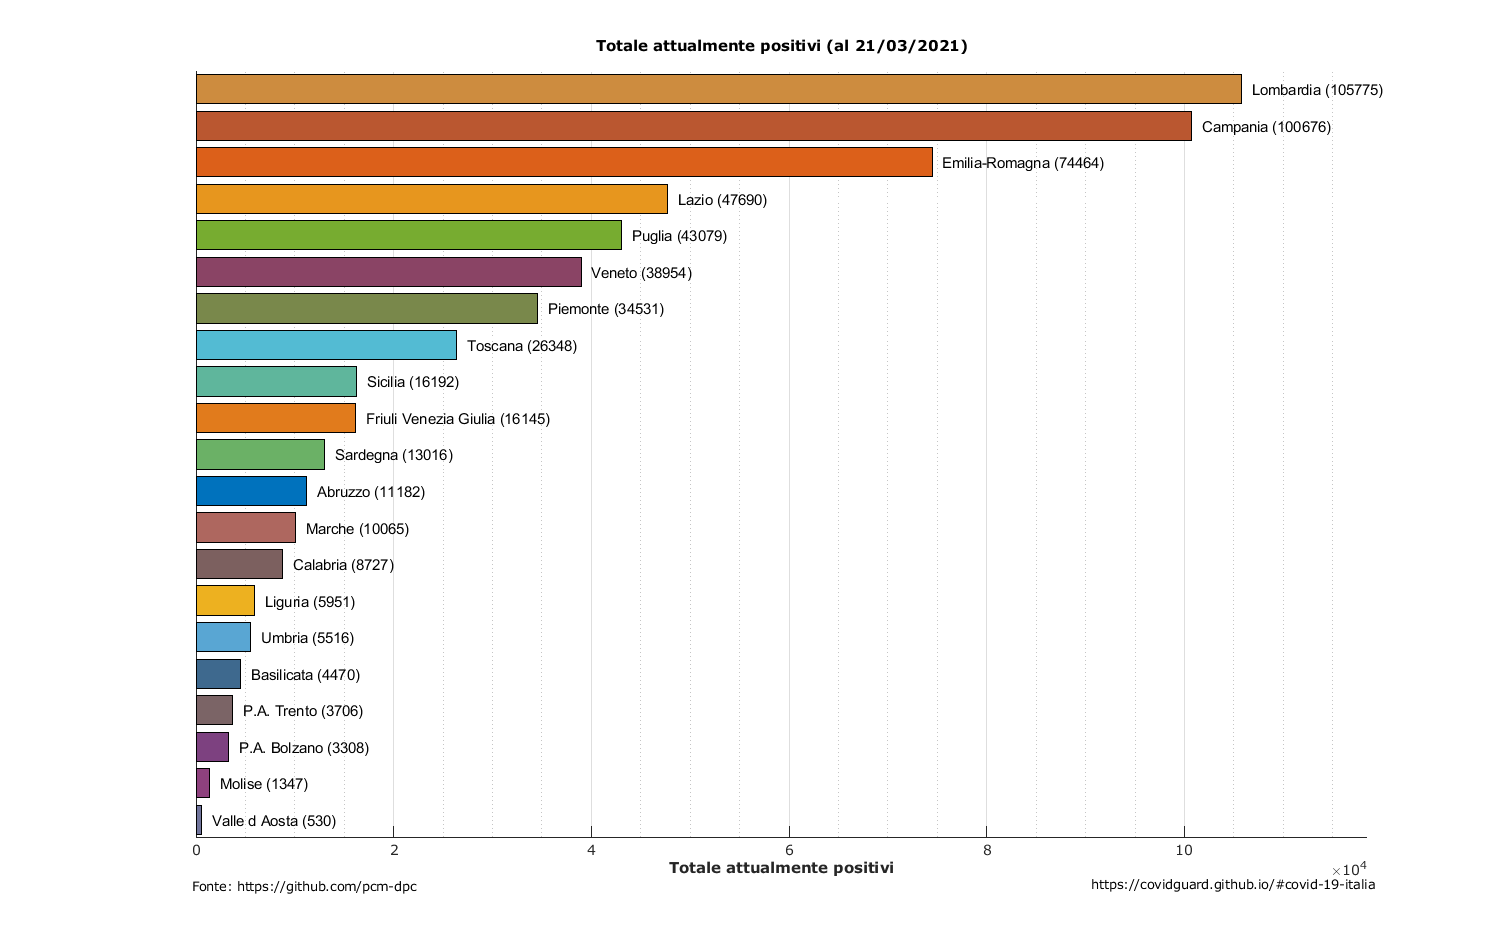 Totale attualmente positivi (al 21/03/2021)
Lombardia (105775)
Campania (100676)
Emilia-Romagna (74464)
Lazio (47690)
Puglia (43079)
Veneto (38954)
Piemonte (34531)
Toscana (26348)
Sicilia (16192)
Friuli Venezia Giulia (16145)
Sardegna (13016)
Abruzzo (11182)
Marche (10065)
Calabria (8727)
Liguria (5951)
Umbria (5516)
Basilicata (4470)
P.A. Trento (3706)
P.A. Bolzano (3308)
Molise (1347)
Valle d Aosta (530)
0 2 4 6 8 10
Totale attualmente positivi
×10⁴
Fonte: https://github.com/pcm-dpc
https://covidguard.github.io/#covid-19-italia